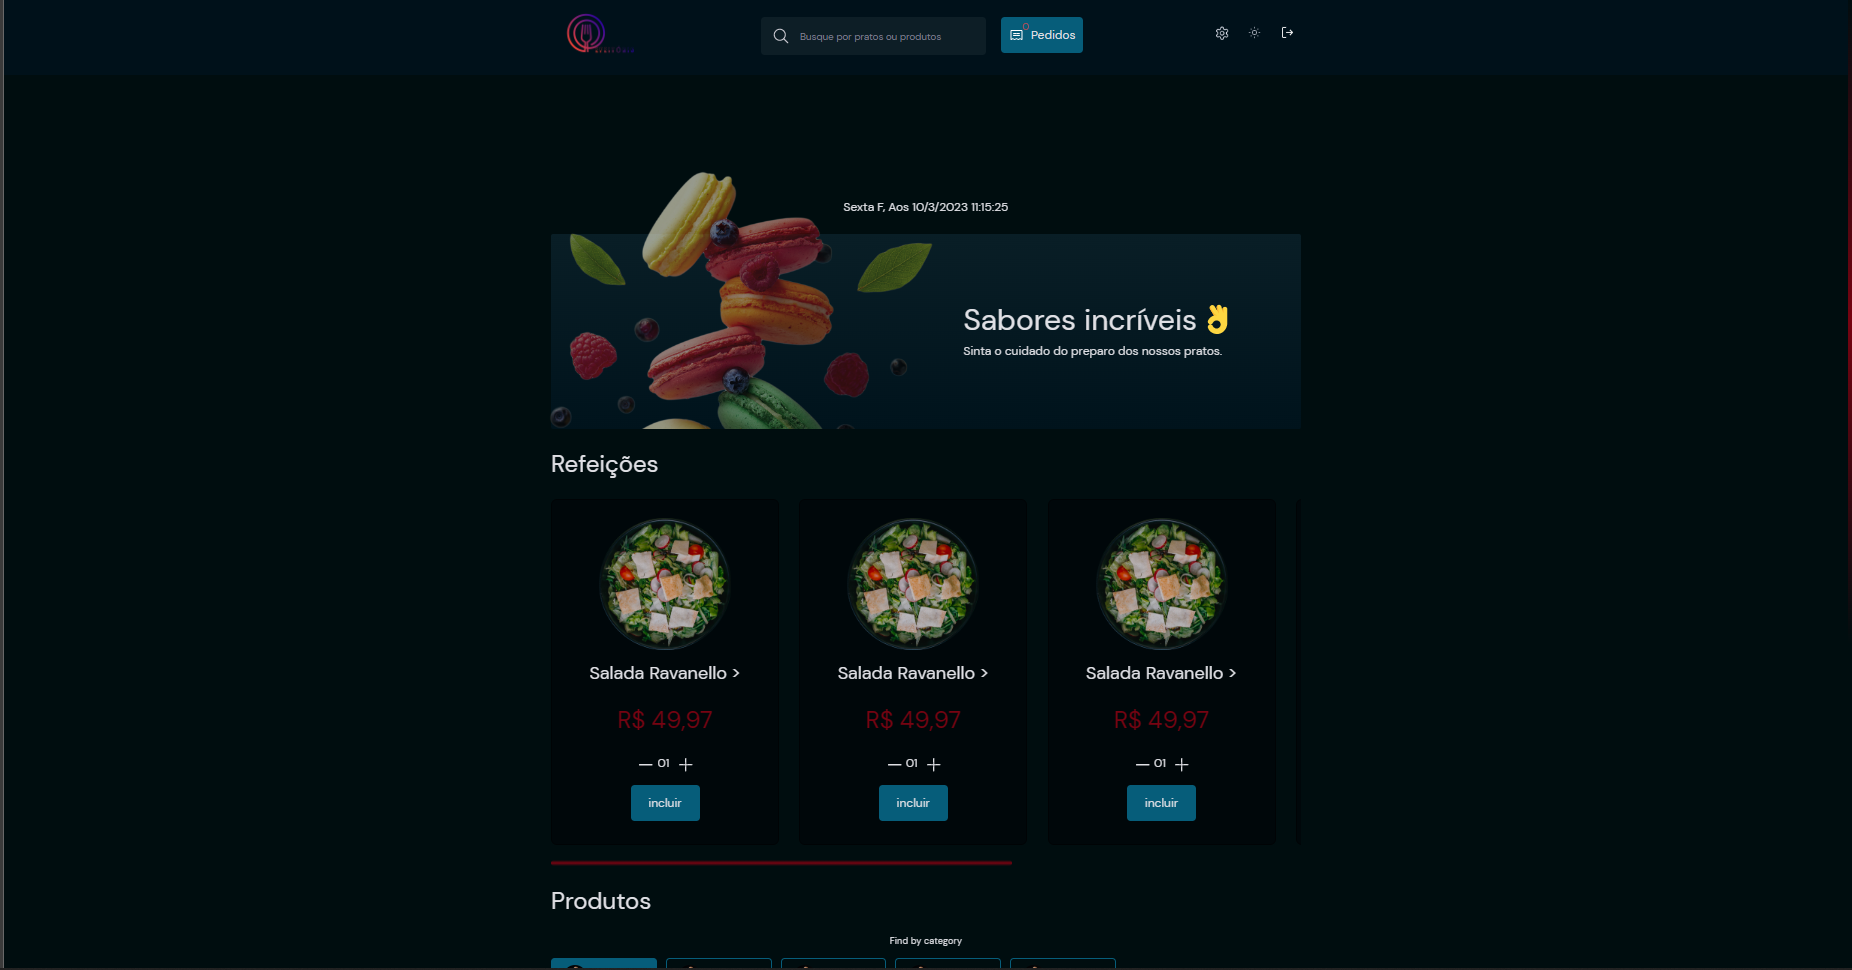 Busque por pratos ou produtos
0
Pedidos
Sexta F, Aos 10/3/2023 11:15:25
Sabores incríveis 👌
Sinta o cuidado do preparo dos nossos pratos.
Refeições
Salada Ravanello >
R$ 49,97
— 01 +
incluir
Salada Ravanello >
R$ 49,97
— 01 +
incluir
Salada Ravanello >
R$ 49,97
— 01 +
incluir
Produtos
Find by category